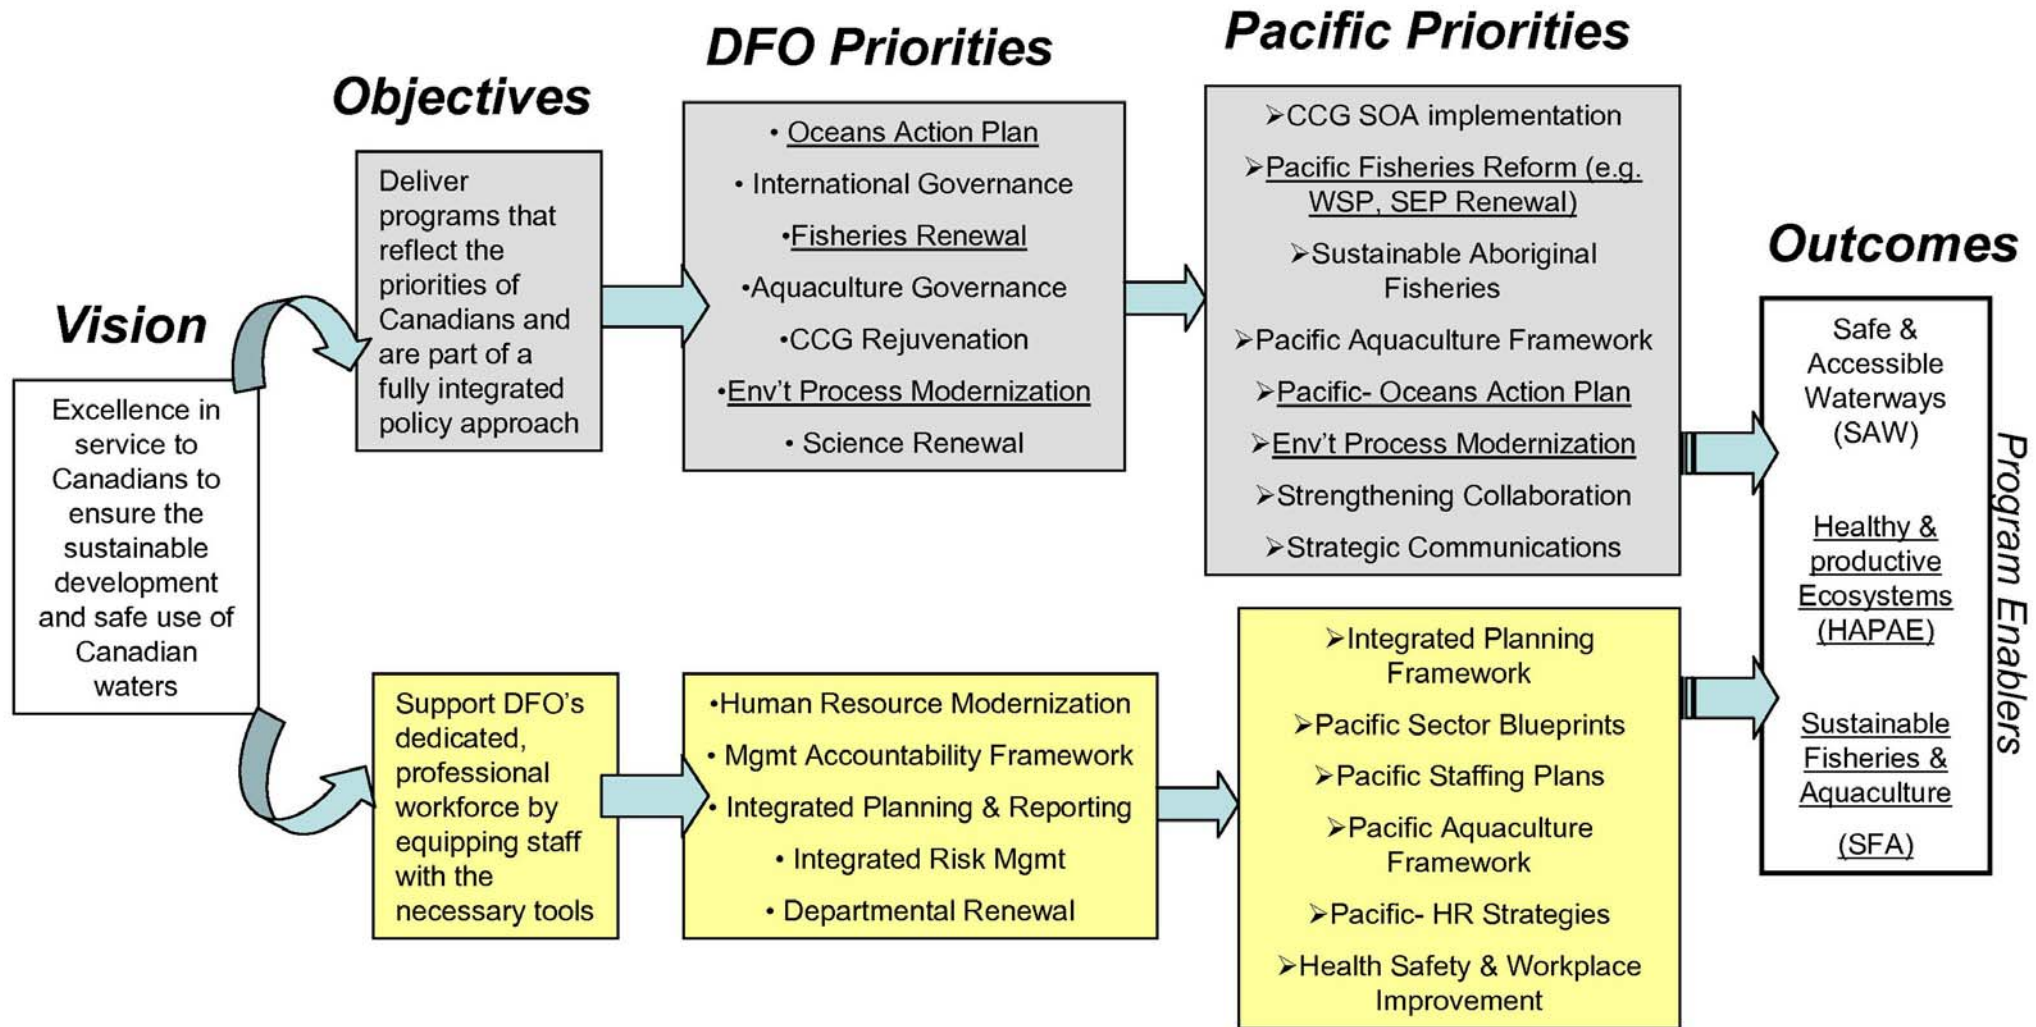 Vision
Excellence in
service to
Canadians to
ensure the
sustainable
development
and safe use of
Canadian
waters
Objectives
Deliver
programs that
reflect the
priorities of
Canadians and
are part of a
fully integrated
policy approach
Support DFO's
dedicated,
professional
workforce by
equipping staff
with the
necessary tools
DFO Priorities
• Oceans Action Plan
• International Governance
•Fisheries Renewal
•Aquaculture Governance
•CCG Rejuvenation
•Env't Process Modernization
• Science Renewal
•Human Resource Modernization
• Mgmt Accountability Framework
• Integrated Planning & Reporting
• Integrated Risk Mgmt
• Departmental Renewal
Pacific Priorities
➢CCG SOA implementation
➢Pacific Fisheries Reform (e.g.
WSP, SEP Renewal)
➢Sustainable Aboriginal
Fisheries
➢Pacific Aquaculture Framework
➢Pacific- Oceans Action Plan
➢Env't Process Modernization
➢Strengthening Collaboration
➢Strategic Communications
➢Integrated Planning
Framework
➢Pacific Sector Blueprints
➢Pacific Staffing Plans
➢Pacific Aquaculture
Framework
➢Pacific- HR Strategies
➢Health Safety & Workplace
Improvement
Outcomes
Safe &
Accessible
Waterways
(SAW)
Healthy &
productive
Ecosystems
(HAPAE)
Sustainable
Fisheries &
Aquaculture
(SFA)
Program Enablers